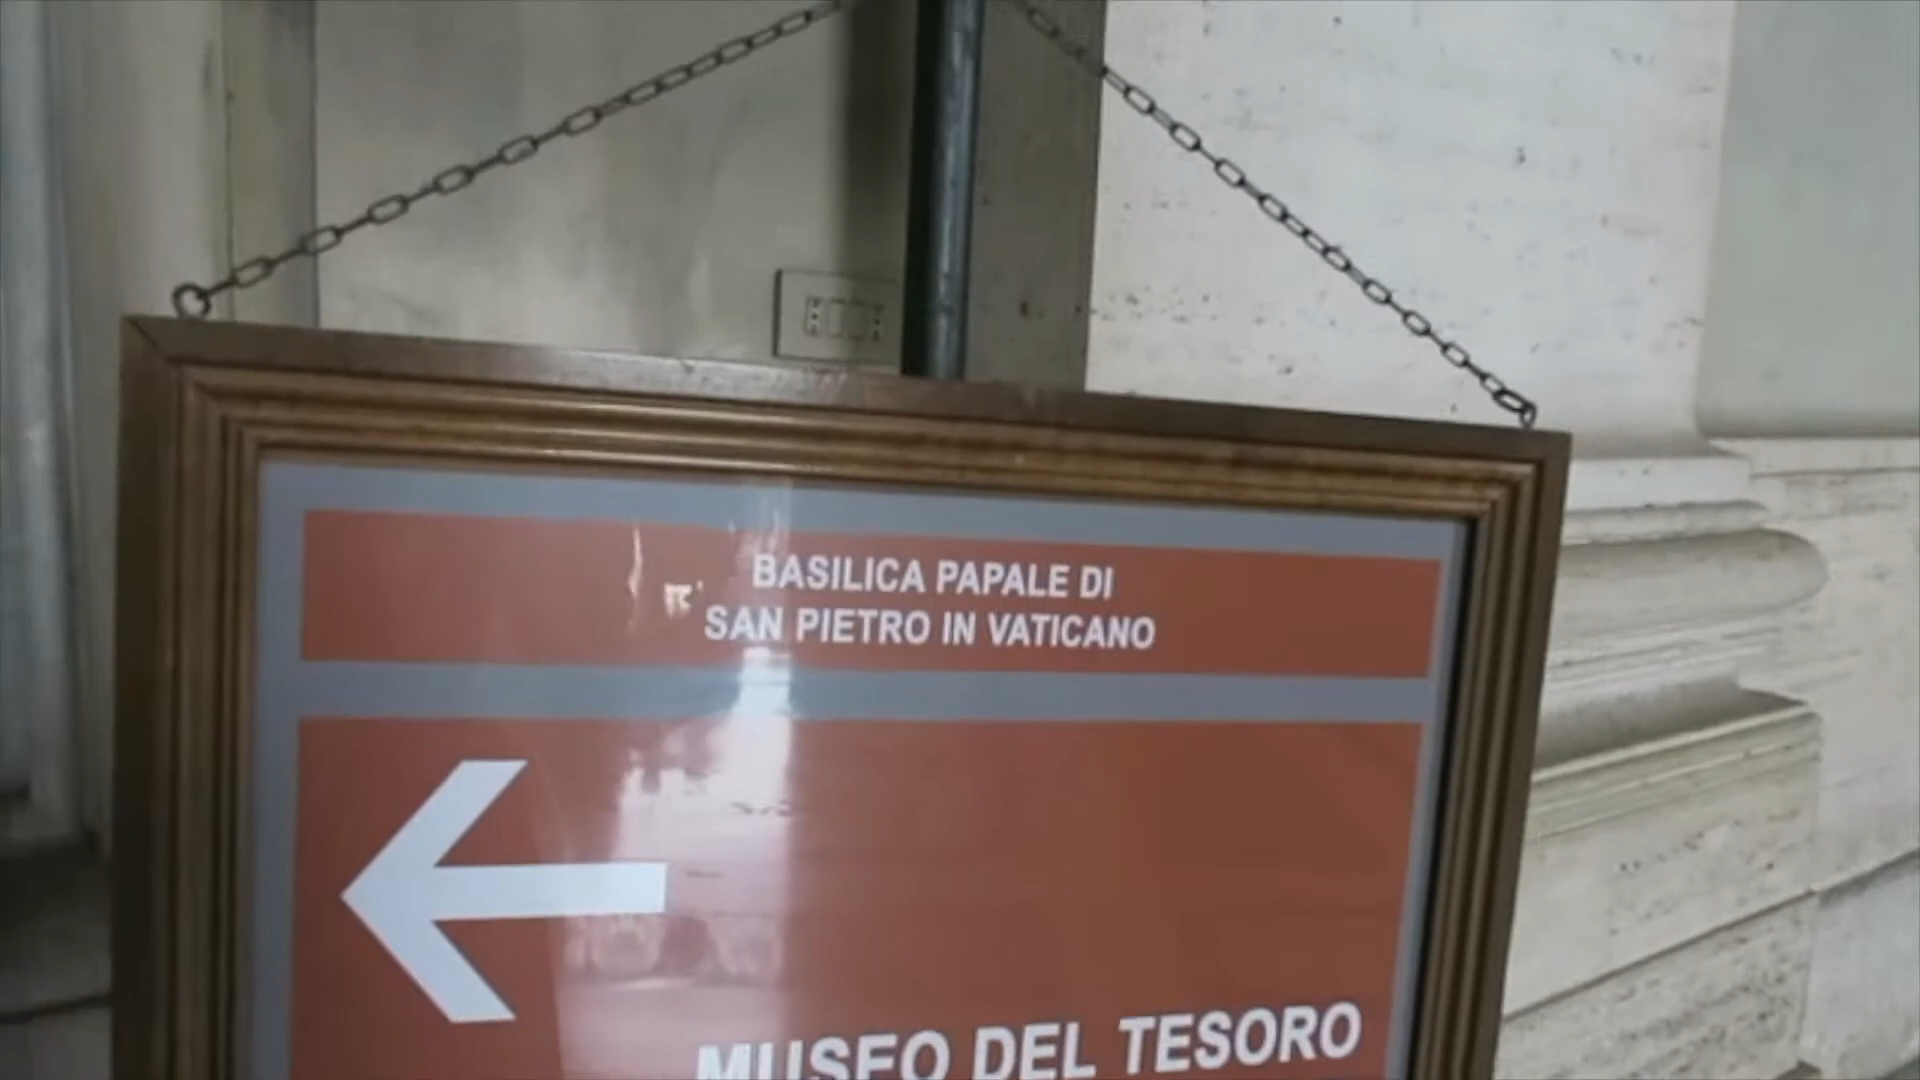 BASILICA PAPALE DI
SAN PIETRO IN VATICANO
MUSEO DEL TESORO